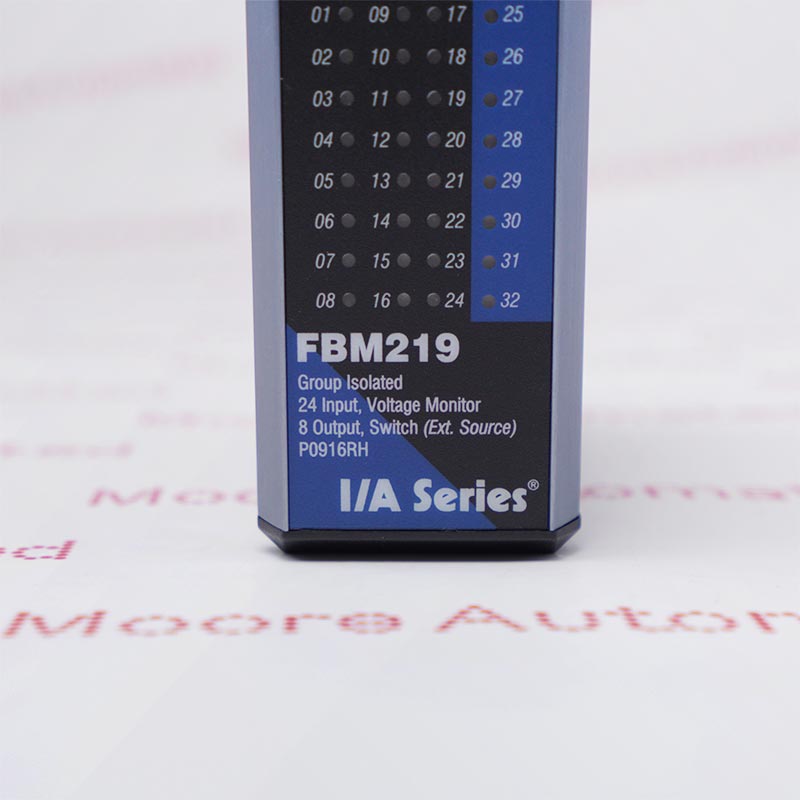 01 09 17 25
02 10 18 26
03 11 19 27
04 12 20 28
05 13 21 29
06 14 22 30
07 15 23 31
08 16 24 32
FBM219
Group Isolated
24 Input, Voltage Monitor
8 Output, Switch (Ext. Source)
P0916RH
I/A Series®
Moore Autom